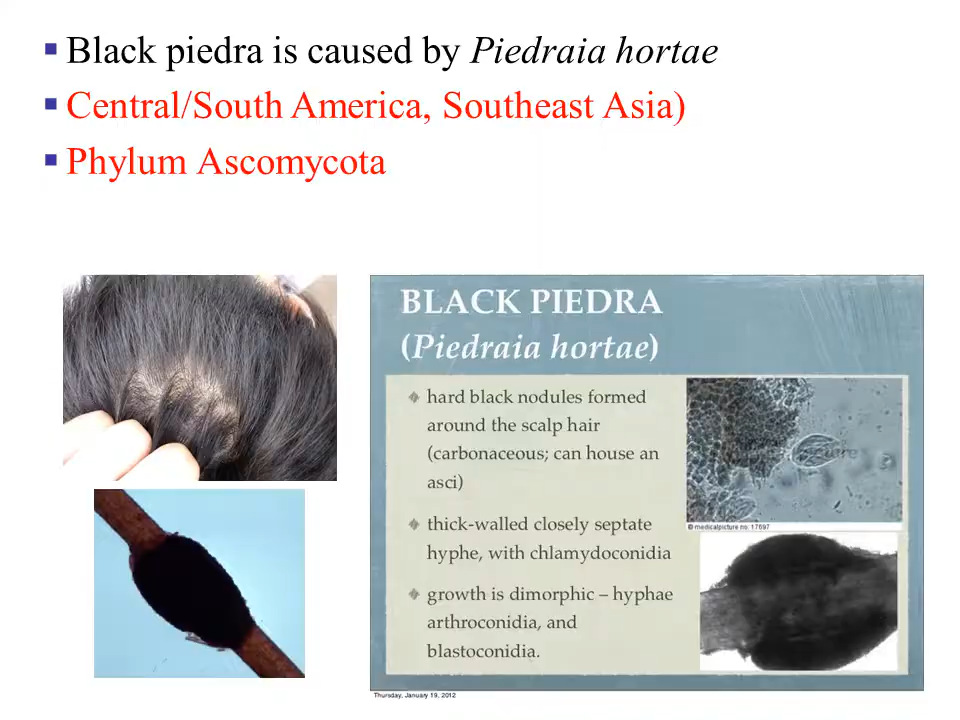 Black piedra is caused by Piedraia hortae
Central/South America, Southeast Asia)
Phylum Ascomycota
BLACK PIEDRA
(Piedraia hortae)
hard black nodules formed
around the scalp hair
(carbonaceous; can house an
asci)
thick-walled closely septate
hyphe, with chlamydoconidia
growth is dimorphic – hyphae
arthroconidia, and
blastoconidia.
© medicalpicture no: 17697
Thursday, January 19, 2012